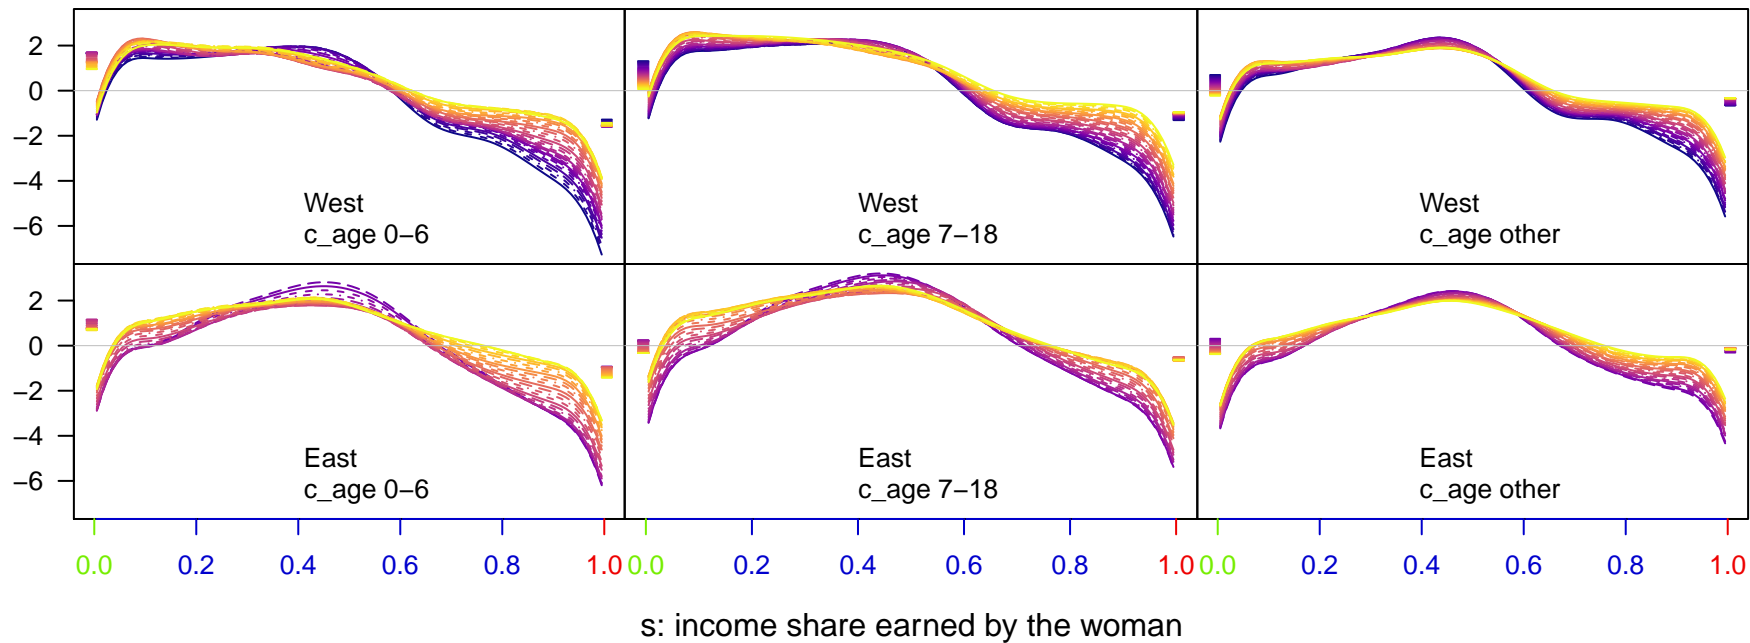 2
0
−2
−4
−6
West
c_age 0−6
West
c_age 7−18
West
c_age other
2
0
−2
−4
−6
East
c_age 0−6
East
c_age 7−18
East
c_age other
0.0 0.2 0.4 0.6 0.8 1.0 0.0 0.2 0.4 0.6 0.8 1.0 0.0 0.2 0.4 0.6 0.8 1.0
s: income share earned by the woman